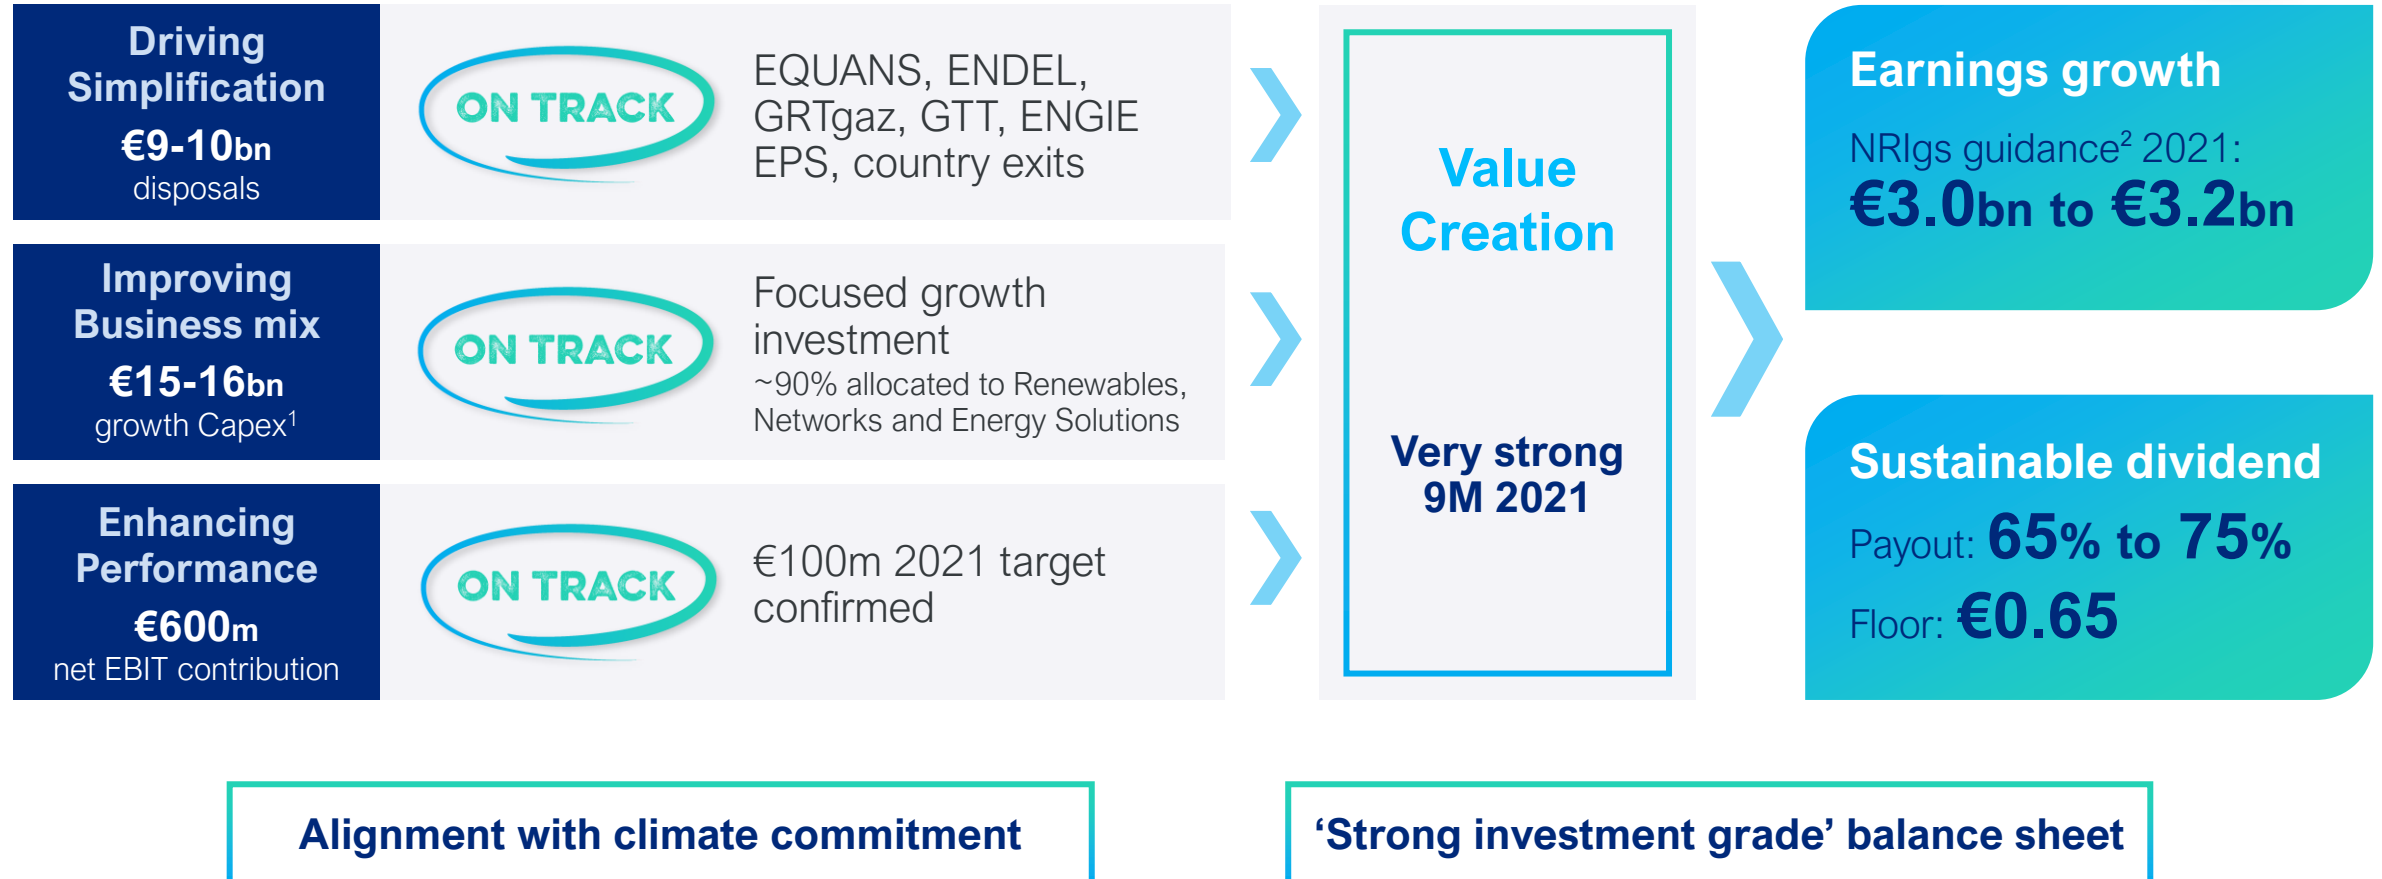 Driving
Simplification
€9-10bn
disposals
ON TRACK
EQUANS, ENDEL,
GRTgaz, GTT, ENGIE
EPS, country exits
Improving
Business mix
€15-16bn
growth Capex¹
ON TRACK
Focused growth
investment
~90% allocated to Renewables,
Networks and Energy Solutions
Enhancing
Performance
€600m
net EBIT contribution
ON TRACK
€100m 2021 target
confirmed
Value
Creation
Very strong
9M 2021
Earnings growth
NRIgs guidance² 2021:
€3.0bn to €3.2bn
Sustainable dividend
Payout: 65% to 75%
Floor: €0.65
Alignment with climate commitment
‘Strong investment grade’ balance sheet